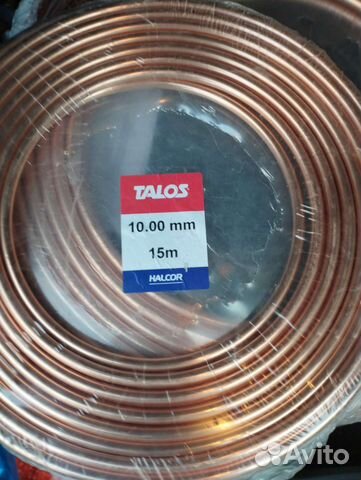 TALOS
10.00 mm
15m
HALCOR
Avito